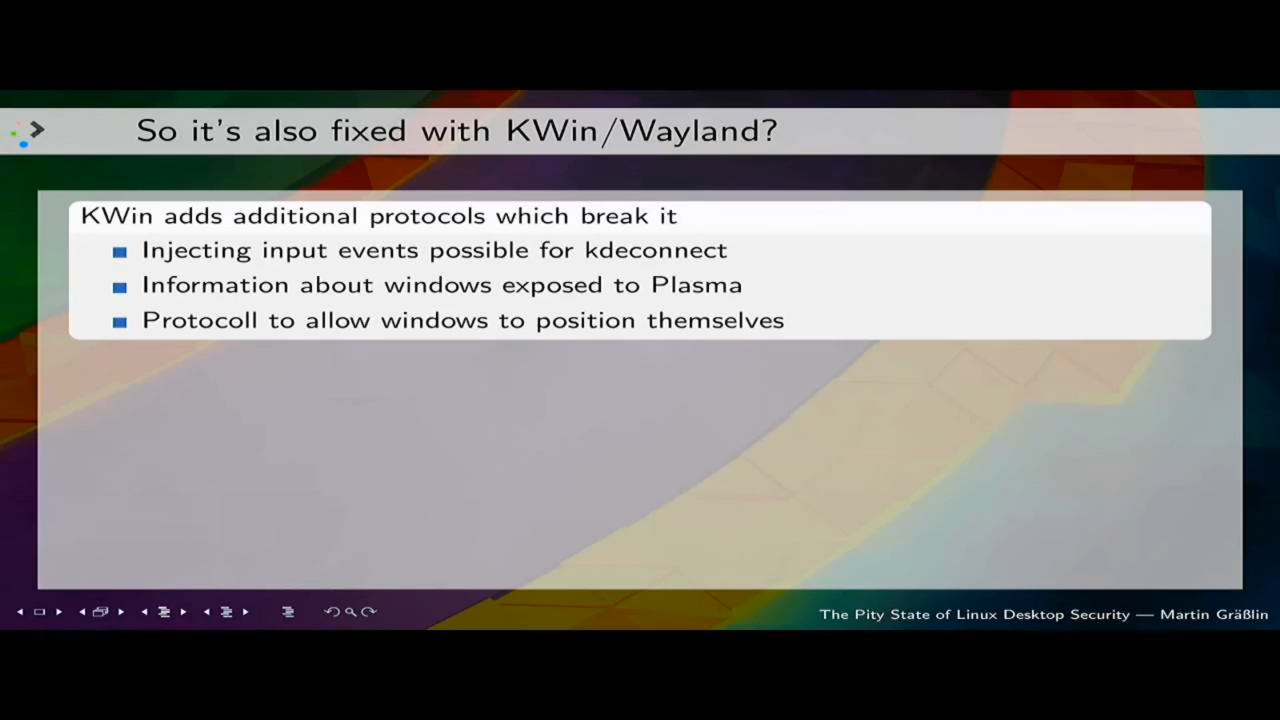 So it's also fixed with KWin/Wayland?
KWin adds additional protocols which break it
Injecting input events possible for kdeconnect
Information about windows exposed to Plasma
Protocoll to allow windows to position themselves
The Pity State of Linux Desktop Security — Martin Gräßlin